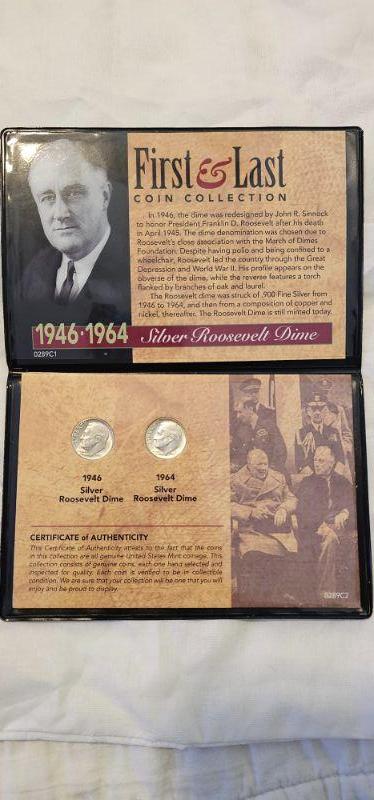 First & Last
COIN COLLECTION
In 1946, the dime was redesigned by John R. Sinnock
to honor President Franklin D. Roosevelt after his death
in April 1945. The dime denomination was chosen due to
Roosevelt's close association with the March of Dimes
Foundation. Despite having polio and being confined to a
wheelchair, Roosevelt led the country through the Great
Depression and World War II. His profile appears on the
obverse of the dime, while the reverse features a torch
flanked by branches of oak and laurel.
The Roosevelt dime was struck of .900 Fine Silver from
1946 to 1964, and then from a composition of copper and
nickel, thereafter. The Roosevelt Dime is still minted today.
1946·1964 Silver Roosevelt Dime
0289C1
1946
Silver
Roosevelt Dime
1964
Silver
Roosevelt Dime
CERTIFICATE of AUTHENTICITY
This Certificate of Authenticity attests to the fact that the coins
in this collection are all genuine United States Mint coinage. This
collection consists of genuine coins, each one hand selected and
inspected for quality. Each coin is verified to be in collectible
condition. We are sure that your collection will be one that you will
enjoy and be proud to display.
0289C2